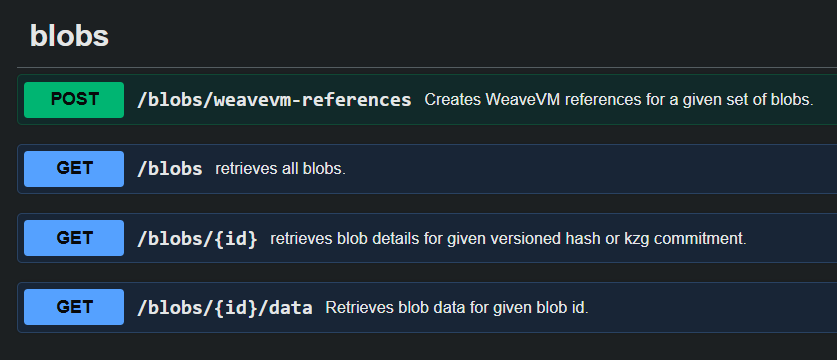 blobs
POST /blobs/weavevm-references Creates WeaveVM references for a given set of blobs.
GET /blobs retrieves all blobs.
GET /blobs/{id} retrieves blob details for given versioned hash or kzg commitment.
GET /blobs/{id}/data Retrieves blob data for given blob id.